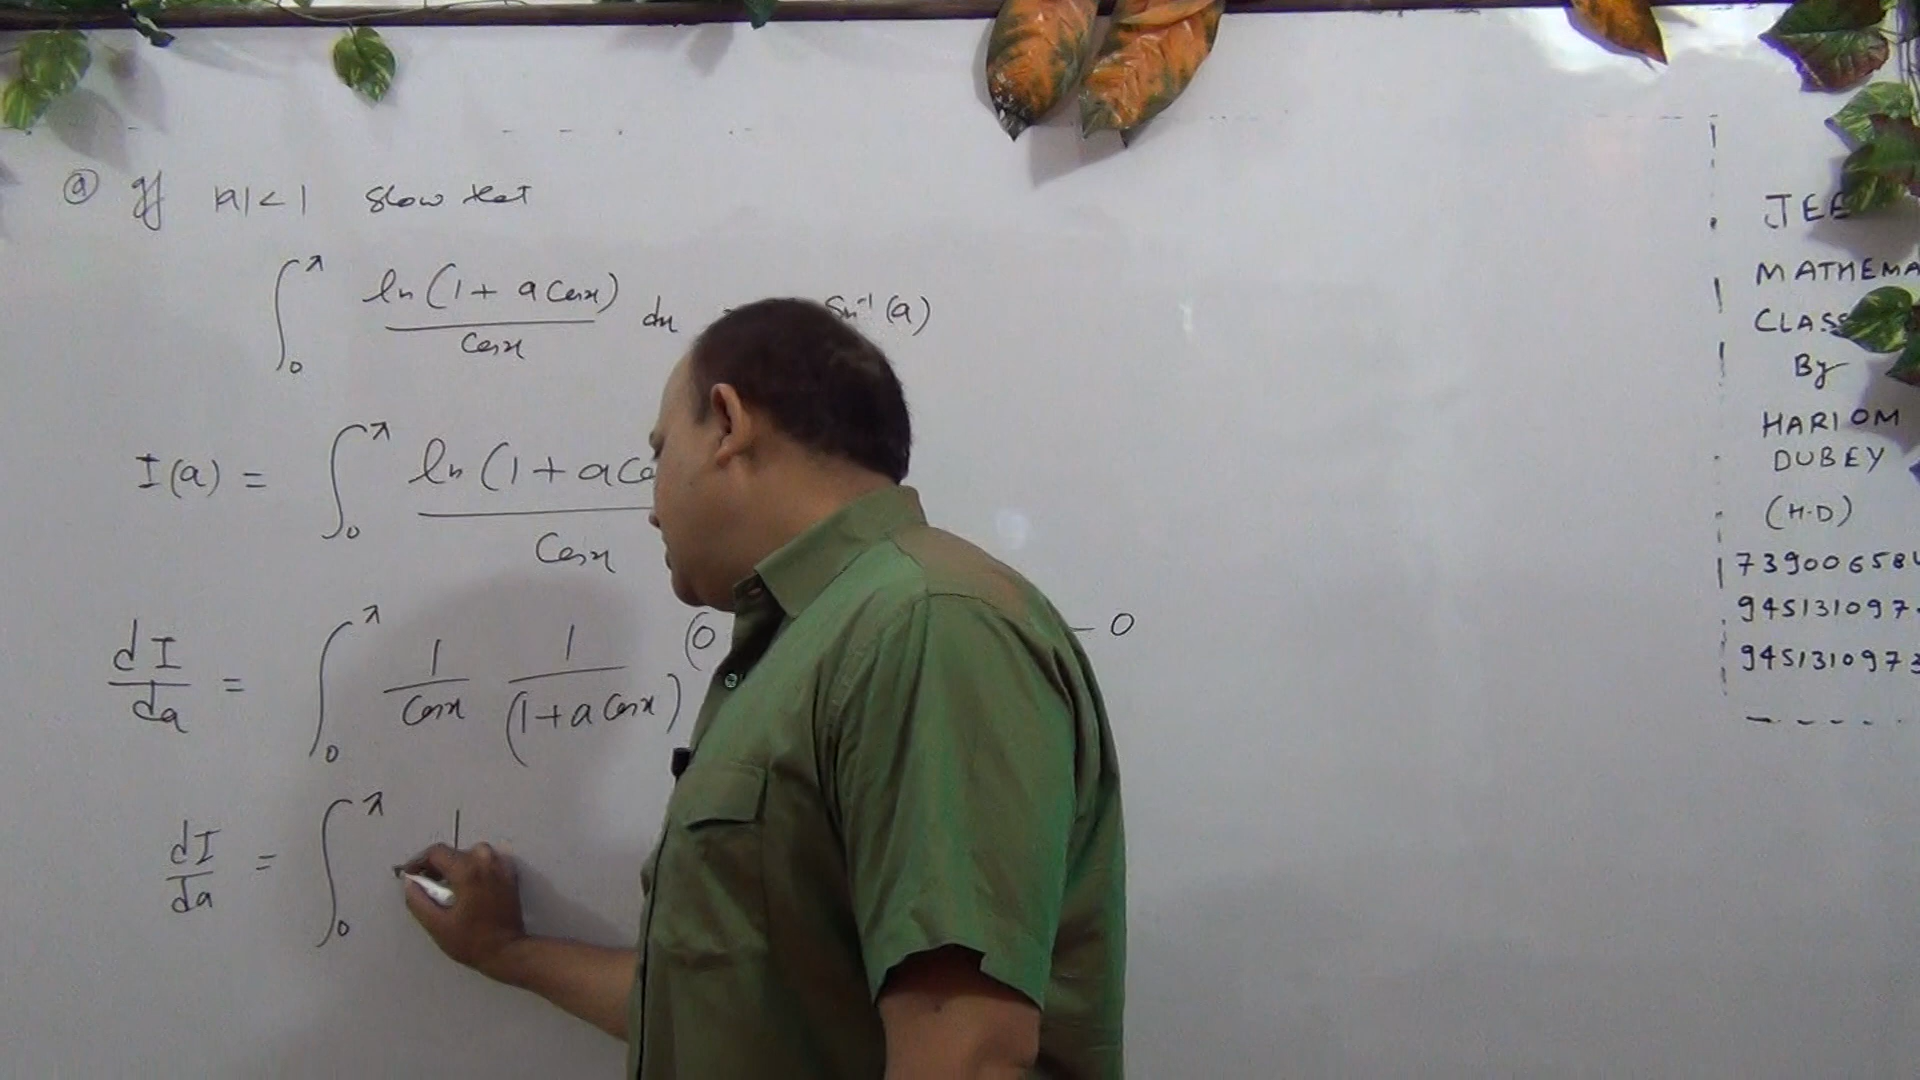 Q If |a| < 1 show that
∫₀^π ln(1 + a cosx) / cosx dx = sin⁻¹(a)
I(a) = ∫₀^π ln(1 + a co / cosx
dI/da = ∫₀^π 1/cosx 1/(1 + a cosx) (0 - 0
dI/da = ∫₀^π 1
JEE
MATHEMA
CLASS
By
HARIOM
DUBEY
(H.D)
739006584
945131097
945131097